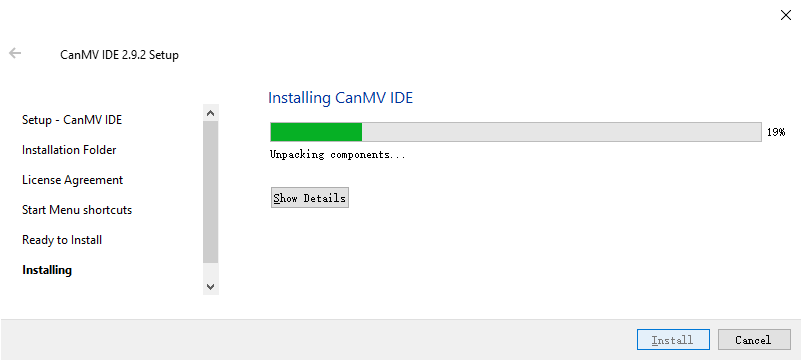 CanMV IDE 2.9.2 Setup
Setup - CanMV IDE
Installation Folder
License Agreement
Start Menu shortcuts
Ready to Install
Installing
Installing CanMV IDE
19%
Unpacking components...
Show Details
Install
Cancel